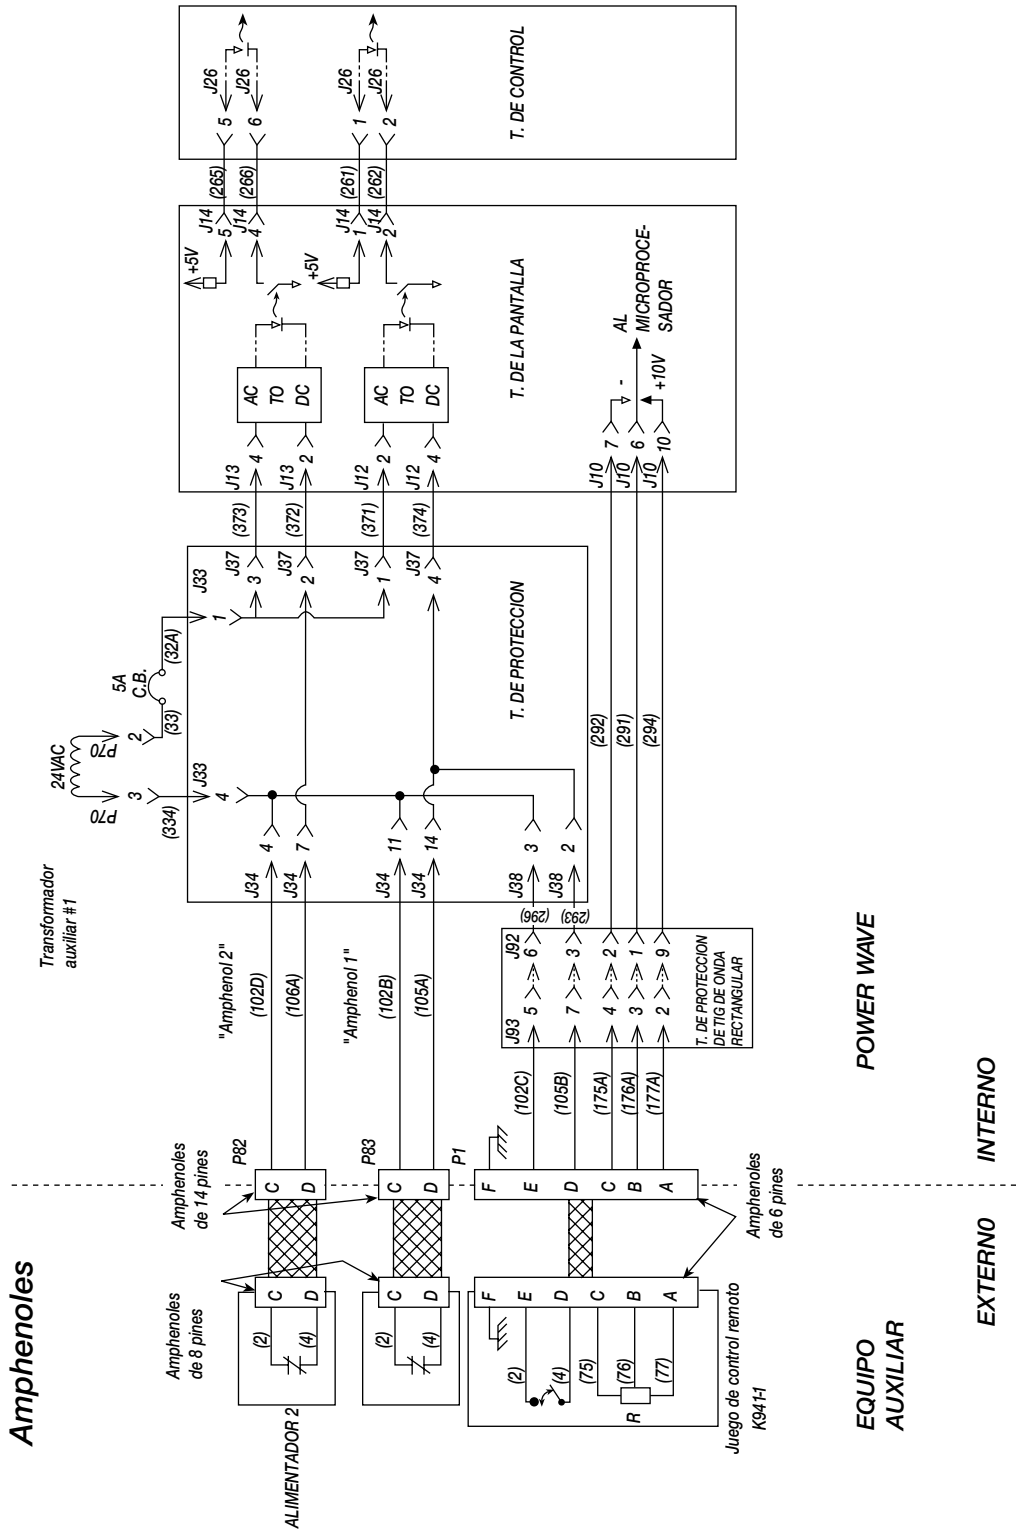 Amphenoles
Transformador
auxiliar #1
24VAC
P70
P70
3
2
5A
C.B.
(334)
(33)
(32A)
J33
J33
4
1
"Amphenol 2"
(102D)
(106A)
"Amphenol 1"
(102B)
(105A)
J34
4
J34
7
J34
11
J34
14
J38
3
J38
2
T. DE PROTECCION
J37
3
J37
2
J37
1
J37
4
(373)
(372)
(371)
(374)
J13
4
J13
2
J12
2
J12
4
AC
TO
DC
AC
TO
DC
+5V
+5V
J14
5
J14
4
J14
1
J14
2
T. DE LA PANTALLA
(265)
(266)
(261)
(262)
5
J26
6
J26
1
J26
2
J26
T. DE CONTROL
J10
7
J10
6
J10
10
-
+10V
AL
MICROPROCE-
SADOR
(292)
(291)
(294)
(296)
(293)
J93
J92
5
6
7
3
4
2
3
1
2
9
T. DE PROTECCION
DE TIG DE ONDA
RECTANGULAR
(102C)
(105B)
(175A)
(176A)
(177A)
Amphenoles
de 14 pines
P82
C
D
P83
C
D
P1
F
E
D
C
B
A
Amphenoles
de 8 pines
C
D
(2)
(4)
ALIMENTADOR 2
C
D
(2)
(4)
F
E
D
C
B
A
(2)
(4)
(75)
(76)
(77)
R
Amphenoles
de 6 pines
Juego de control remoto
K941-1
EQUIPO
AUXILIAR
POWER WAVE
EXTERNO
INTERNO